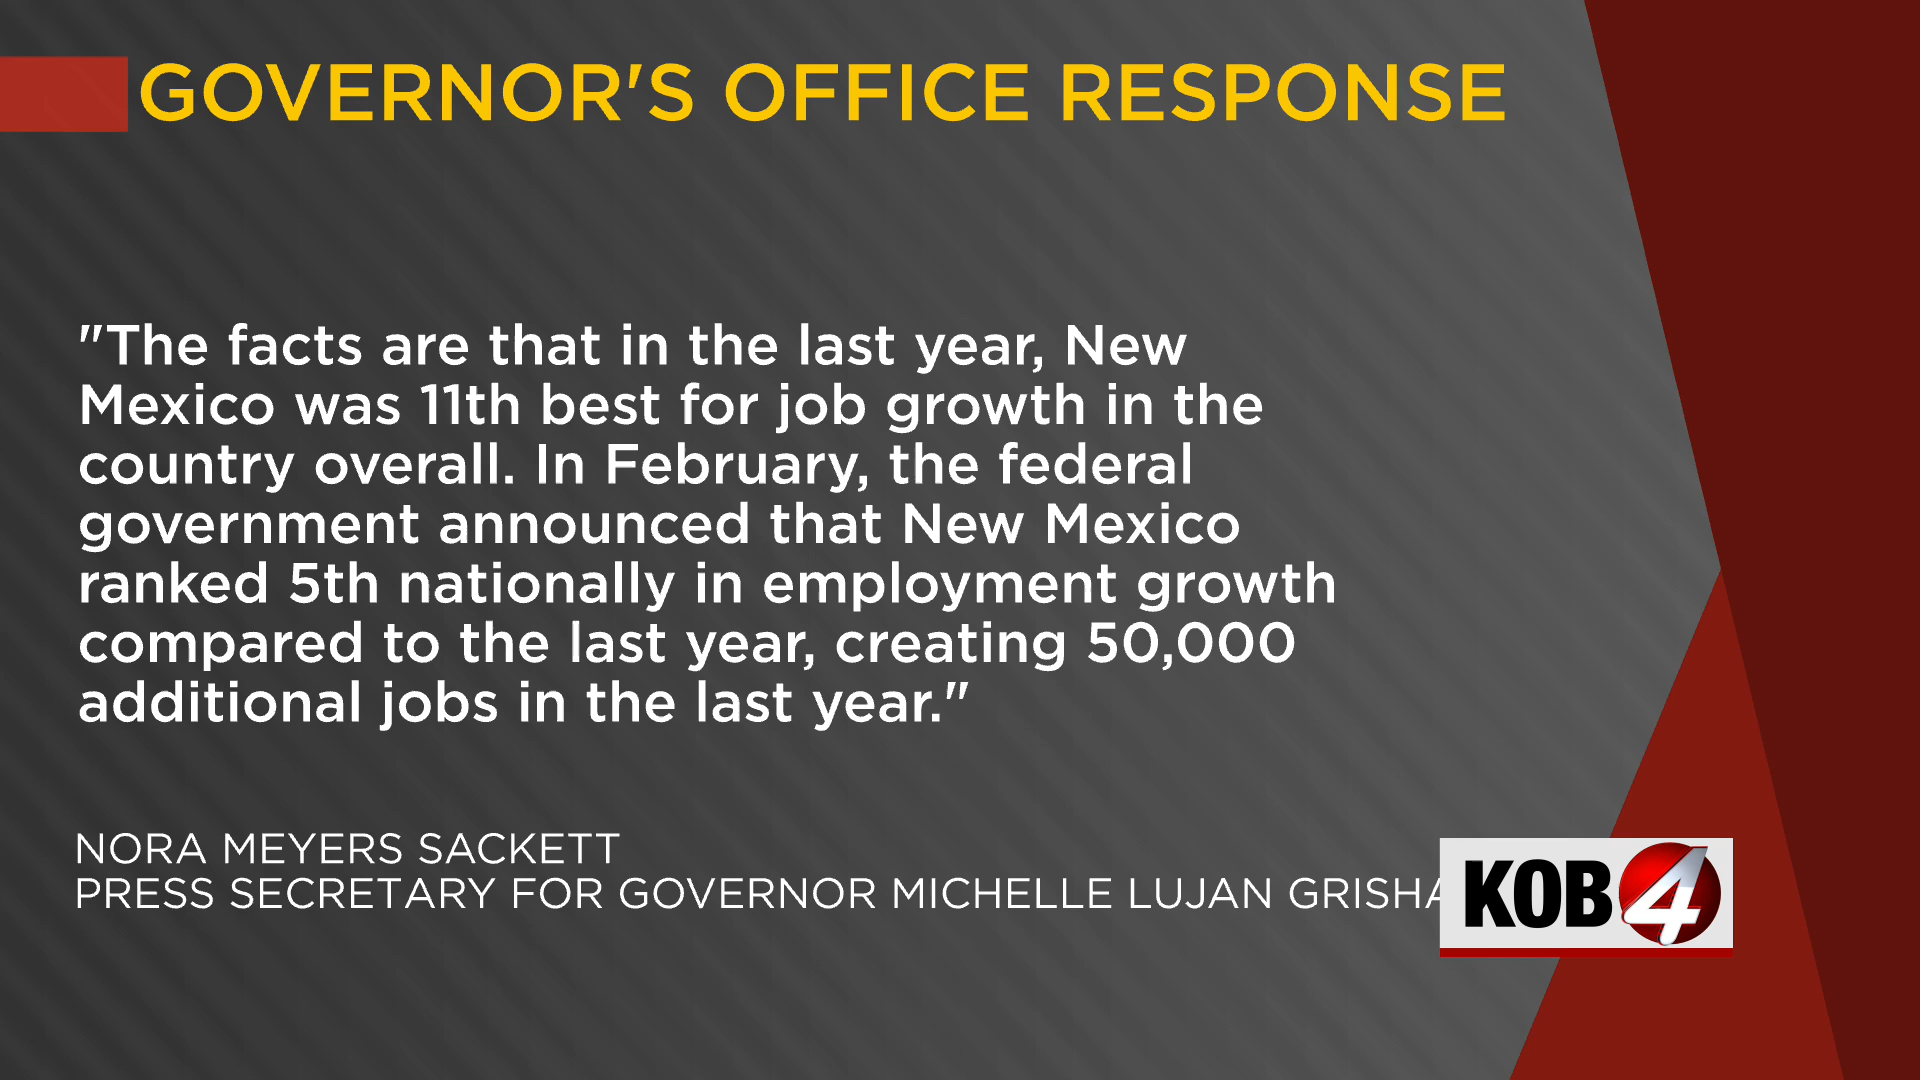 GOVERNOR'S OFFICE RESPONSE
"The facts are that in the last year, New
Mexico was 11th best for job growth in the
country overall. In February, the federal
government announced that New Mexico
ranked 5th nationally in employment growth
compared to the last year, creating 50,000
additional jobs in the last year."
NORA MEYERS SACKETT
PRESS SECRETARY FOR GOVERNOR MICHELLE LUJAN GRISHA
KOB 4